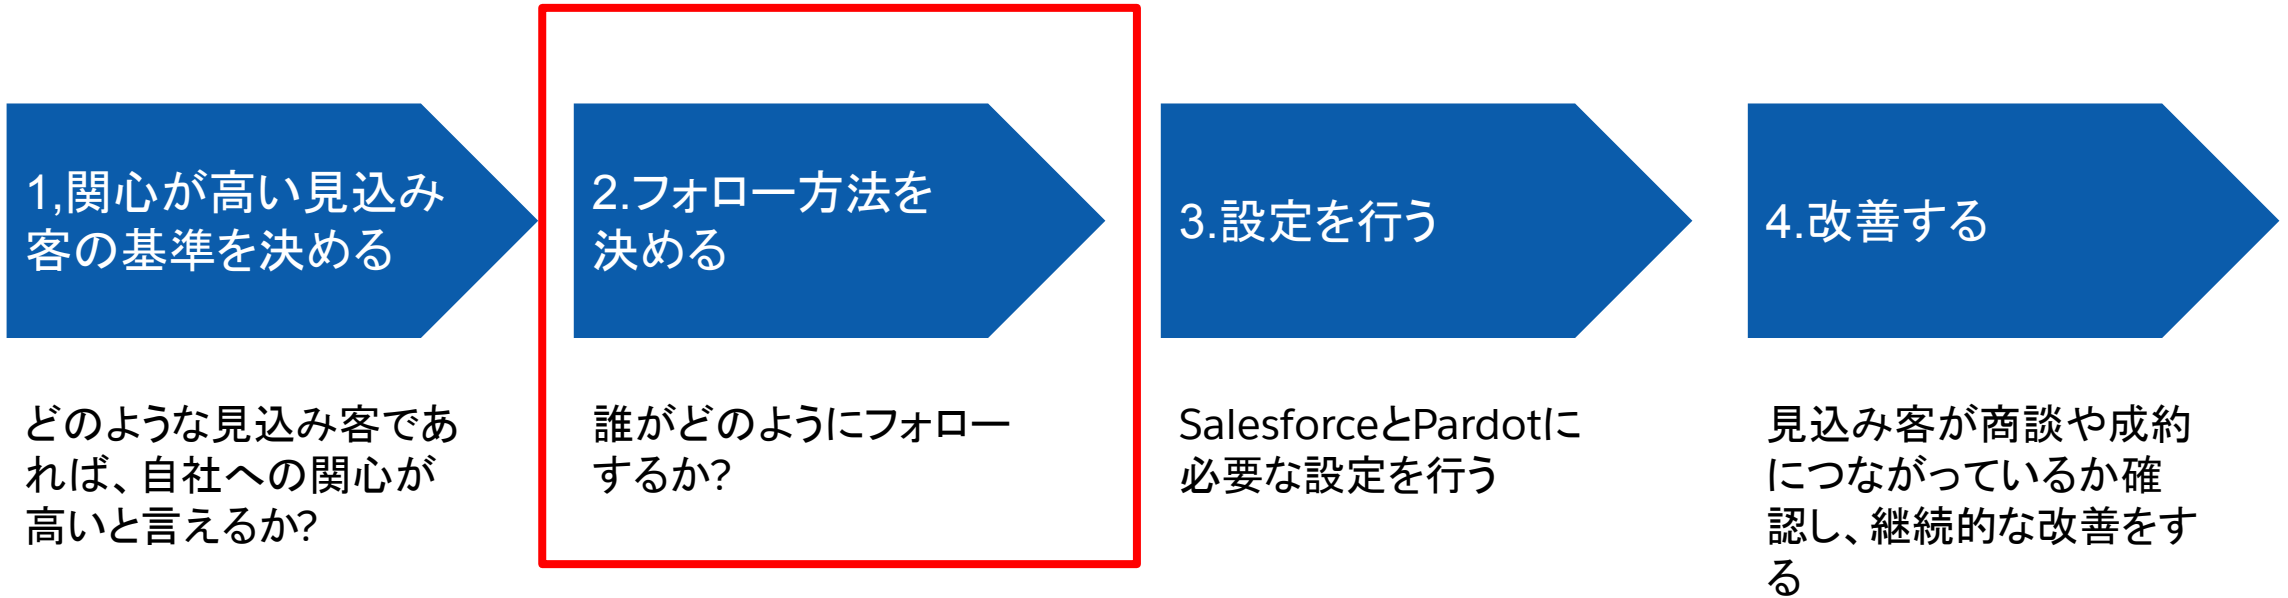 1,関心が高い見込み
客の基準を決める
2.フォロー方法を
決める
3.設定を行う
4.改善する
どのような見込み客であ
れば、自社への関心が
高いと言えるか?
誰がどのようにフォロー
するか?
SalesforceとPardotに
必要な設定を行う
見込み客が商談や成約
につながっているか確
認し、継続的な改善をす
る